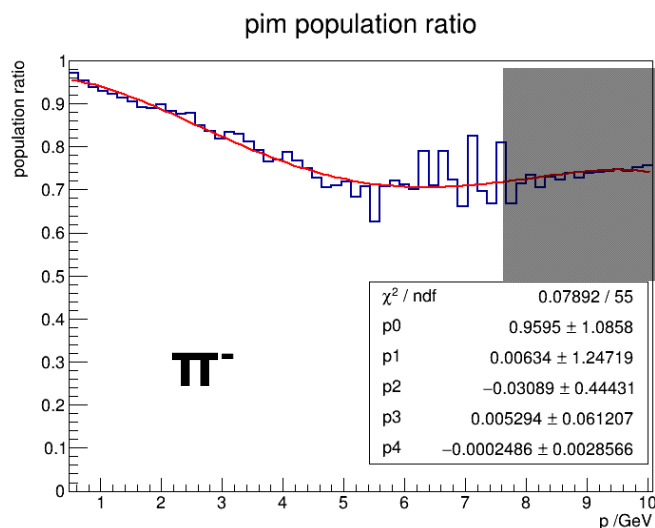 pim population ratio
population ratio
1
0.9
0.8
0.7
0.6
0.5
0.4
0.3
0.2
0.1
0
π-
χ² / ndf 0.07892 / 55
p0 0.9595 ± 1.0858
p1 0.00634 ± 1.24719
p2 −0.03089 ± 0.44431
p3 0.005294 ± 0.061207
p4 −0.0002486 ± 0.0028566
1 2 3 4 5 6 7 8 9 10
p /GeV